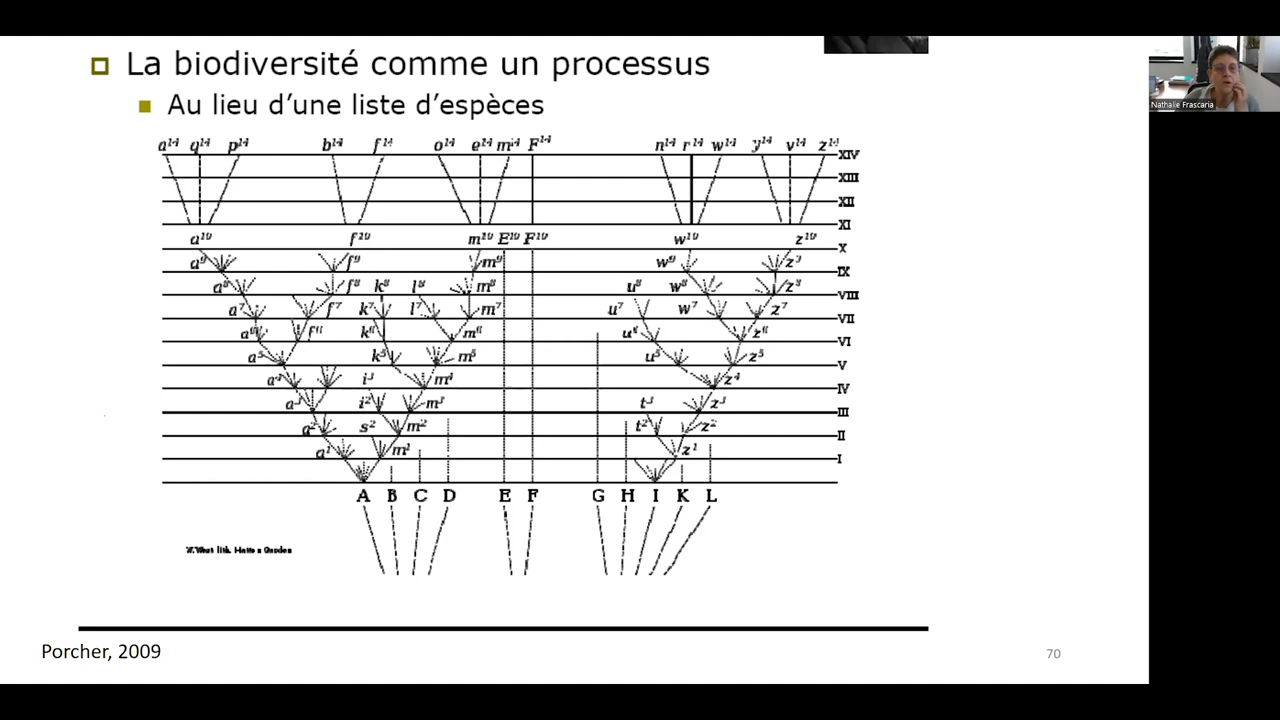 La biodiversité comme un processus
Au lieu d’une liste d’espèces
a¹⁴ q¹⁴ p¹⁴ b¹⁴ f¹⁴ o¹⁴ e¹⁴ m¹⁴ F¹⁴ n¹⁴ r¹⁴ w¹⁴ y¹⁴ v¹⁴ z¹⁴
XIV
XIII
XII
XI
a¹⁰ f¹⁰ m¹⁰ E¹⁰ F¹⁰ w¹⁰ z¹⁰
X
a⁹ f⁹ m⁹ w⁹ z⁹
IX
a⁸ f⁸ k⁸ l⁸ m⁸ u⁸ w⁸ z⁸
VIII
a⁷ f⁷ k⁷ l⁷ m⁷ u⁷ w⁷ z⁷
VII
a⁶ f⁶ k⁶ m⁶ u⁶ z⁶
VI
a⁵ k⁵ m⁵ u⁵ z⁵
V
a⁴ i³ m⁴ z⁴
IV
a³ i² m³ t³ z³
III
a² s² m² t² z²
II
a¹ m¹ z¹
I
A B C D E F G H I K L
W. West lith. Hatton Garden
Porcher, 2009
70
Nathalie Frascaria